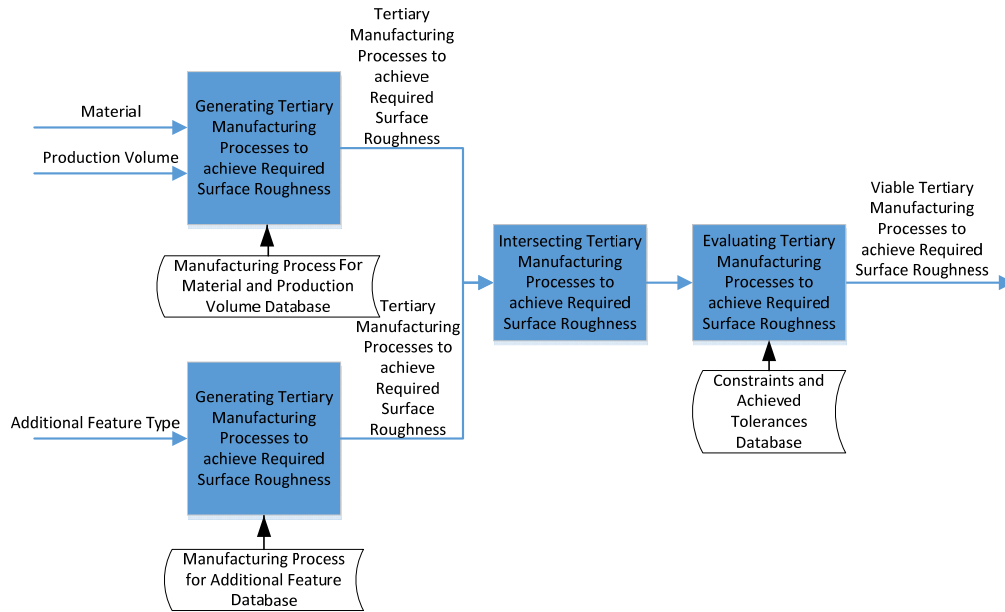 Material
Production Volume
Generating Tertiary
Manufacturing
Processes to
achieve Required
Surface Roughness
Tertiary
Manufacturing
Processes to
achieve
Required
Surface
Roughness
Manufacturing Process For
Material and Production
Volume Database
Additional Feature Type
Generating Tertiary
Manufacturing
Processes to
achieve Required
Surface Roughness
Tertiary
Manufacturing
Processes to
achieve
Required
Surface
Roughness
Manufacturing Process
for Additional Feature
Database
Intersecting Tertiary
Manufacturing
Processes to
achieve Required
Surface Roughness
Evaluating Tertiary
Manufacturing
Processes to
achieve Required
Surface Roughness
Constraints and
Achieved
Tolerances
Database
Viable Tertiary
Manufacturing
Processes to
achieve Required
Surface Roughness